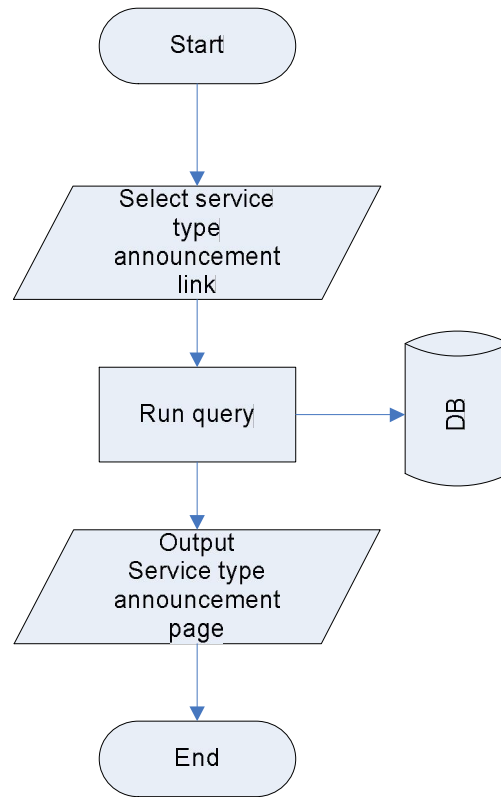 Start
Select service
type
announcement
link
Run query
DB
Output
Service type
announcement
page
End